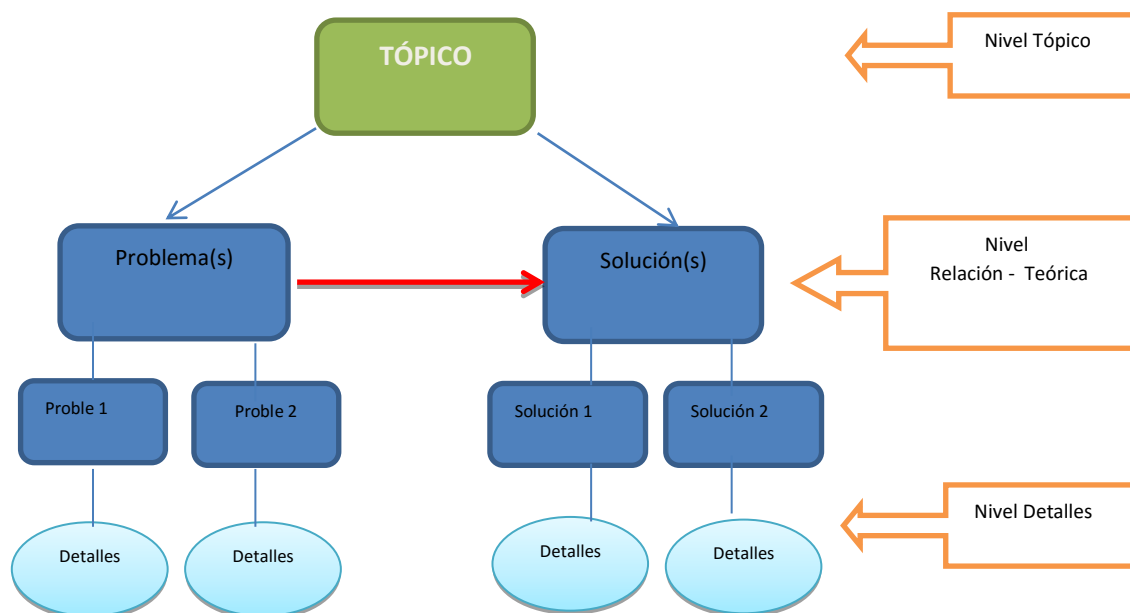 TÓPICO
Nivel Tópico
Problema(s)
Solución(s)
Nivel
Relación - Teórica
Proble 1
Proble 2
Solución 1
Solución 2
Nivel Detalles
Detalles
Detalles
Detalles
Detalles